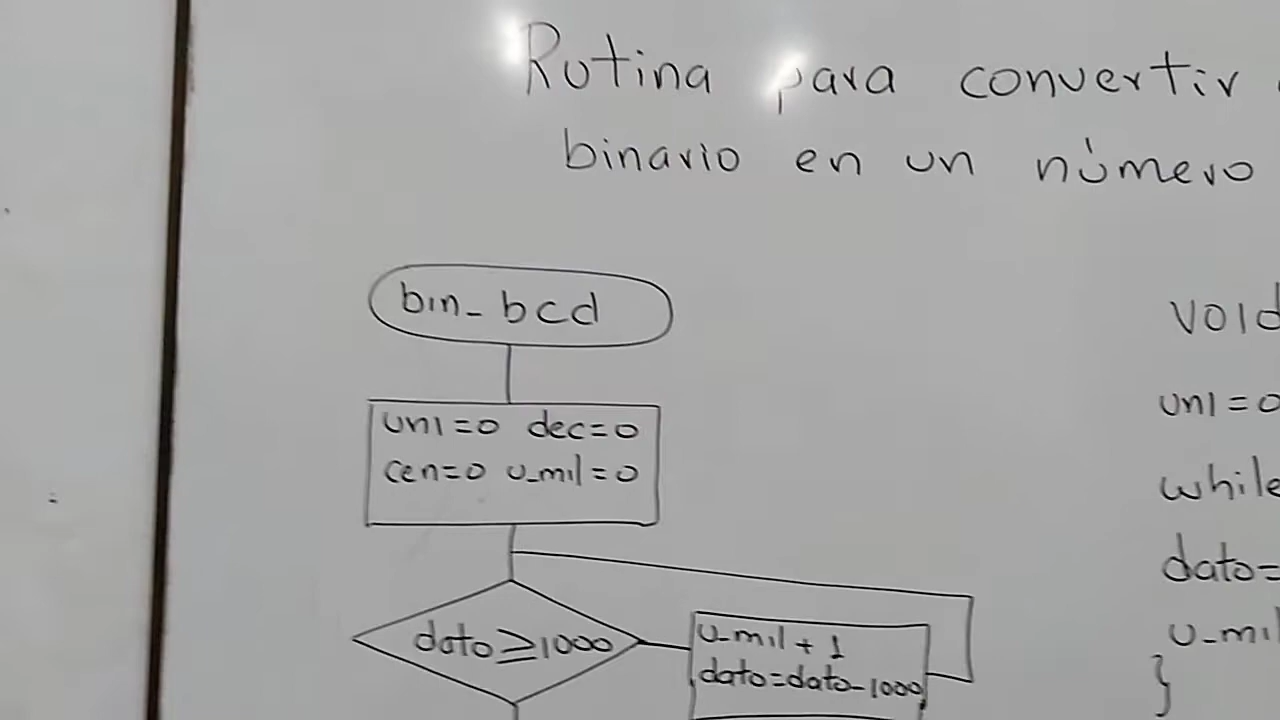 Rutina para convertir
binario en un número
bin_bcd
uni=0 dec=0
cen=0 u_mil=0
dato≥1000
u_mil+1
dato=dato-1000
void
uni=0
while
dato=
u_mil
}